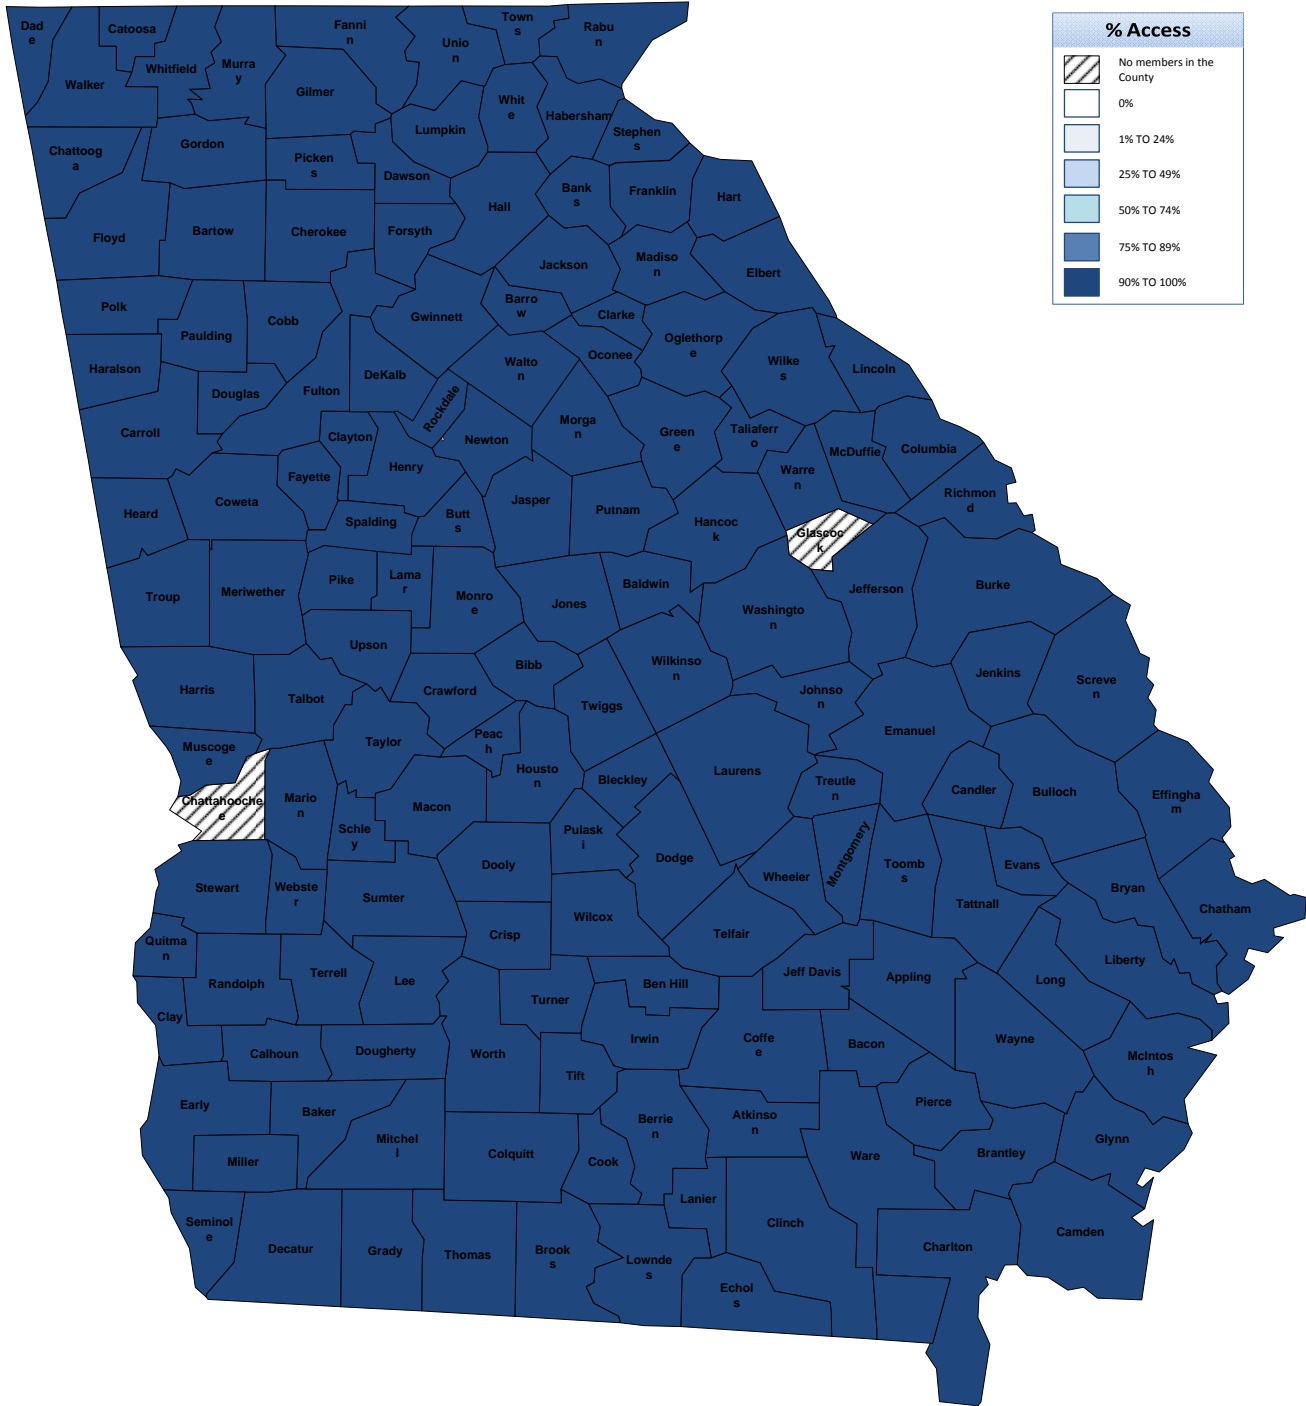 % Access
No members in the
County
0%
1% TO 24%
25% TO 49%
50% TO 74%
75% TO 89%
90% TO 100%
Dad
e
Catoosa
Fanni
n
Town
s
Rabu
n
Unio
n
Walker
Whitfield
Murra
y
Gilmer
Whit
e
Habersham
Lumpkin
Stephen
s
Chattoog
a
Gordon
Picken
s
Dawson
Bank
s
Franklin
Hart
Hall
Floyd
Bartow
Cherokee
Forsyth
Jackson
Madiso
n
Elbert
Polk
Paulding
Cobb
Gwinnett
Barro
w
Clarke
Oglethorp
e
Haralson
Douglas
Fulton
DeKalb
Rockdale
Walto
n
Oconee
Wilke
s
Lincoln
Carroll
Clayton
Henry
Newton
Morga
n
Green
e
Taliaferr
o
McDuffie
Columbia
Warre
n
Fayette
Heard
Coweta
Spalding
Butt
s
Jasper
Putnam
Hancoc
k
Richmon
d
Glascoc
k
Troup
Meriwether
Pike
Lama
r
Monro
e
Jones
Baldwin
Washingto
n
Jefferson
Burke
Upson
Bibb
Wilkinso
n
Jenkins
Screve
n
Harris
Talbot
Crawford
Twiggs
Johnso
n
Emanuel
Muscoge
e
Taylor
Peac
h
Housto
n
Bleckley
Laurens
Treutle
n
Candler
Bulloch
Effingha
m
Chattahooche
e
Mario
n
Schle
y
Macon
Pulask
i
Dooly
Dodge
Wheeler
Montgomery
Toomb
s
Evans
Stewart
Webste
r
Sumter
Crisp
Wilcox
Telfair
Tattnall
Bryan
Chatham
Quitma
n
Randolph
Terrell
Lee
Turner
Ben Hill
Jeff Davis
Appling
Long
Liberty
Clay
Calhoun
Dougherty
Worth
Irwin
Coffe
e
Bacon
Wayne
McIntos
h
Tift
Early
Baker
Mitchel
l
Berrie
n
Atkinso
n
Pierce
Glynn
Miller
Colquitt
Cook
Ware
Brantley
Lanier
Seminol
e
Decatur
Grady
Thomas
Brook
s
Lownde
s
Clinch
Charlton
Camden
Echol
s